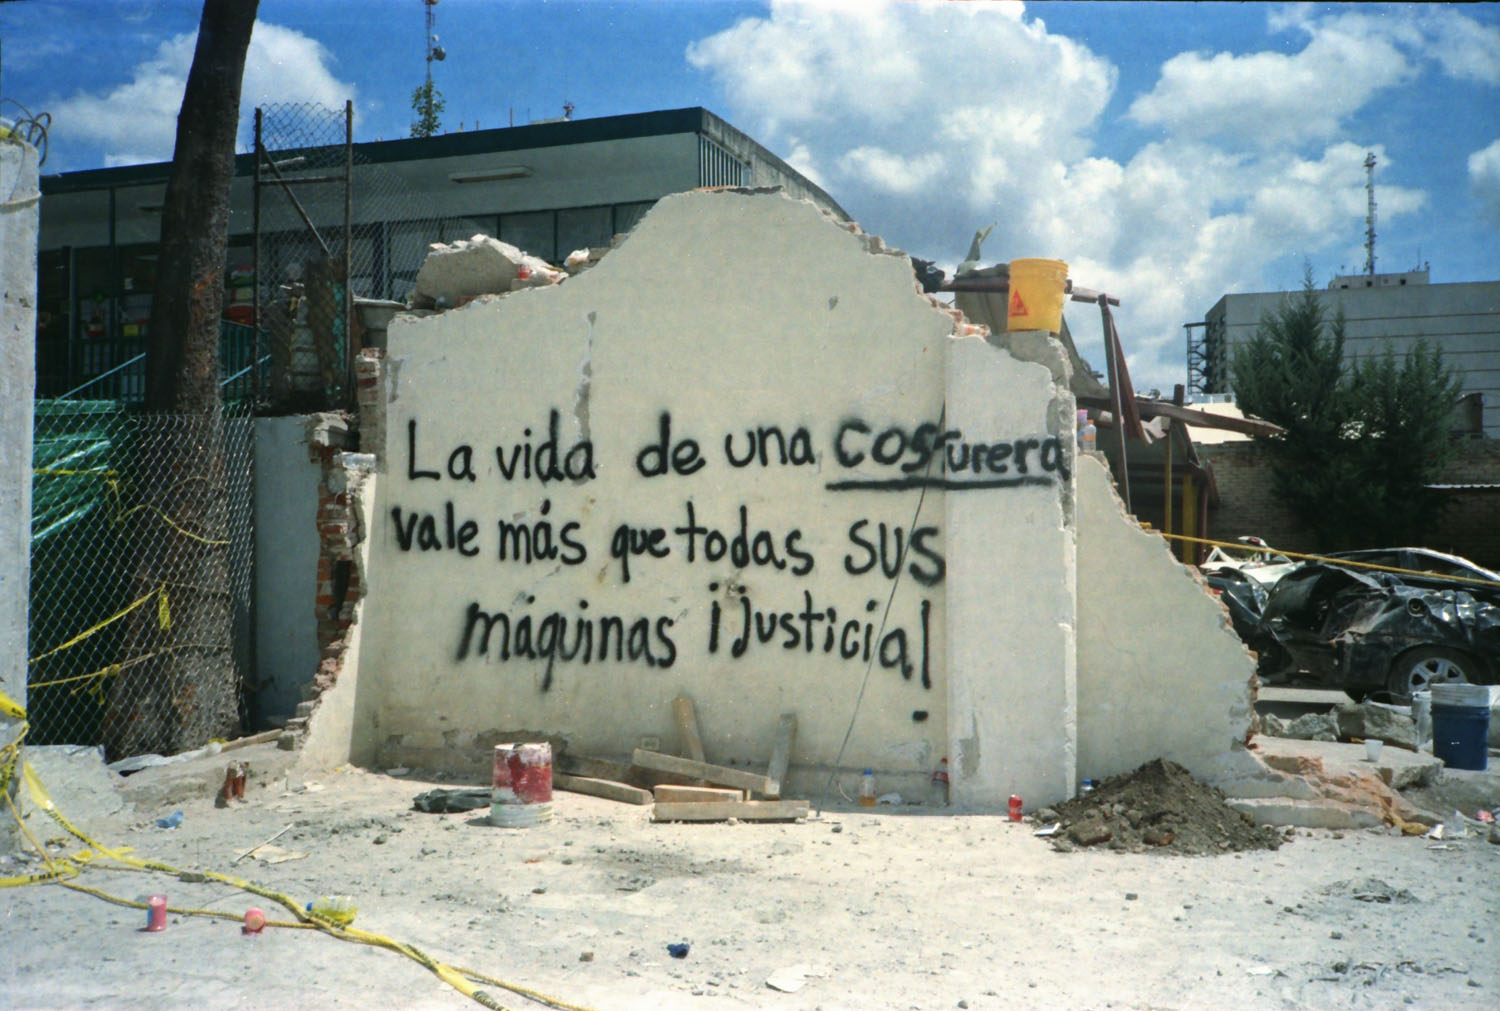 La vida de una costurera
vale más que todas SUS
máquinas ¡justicia!